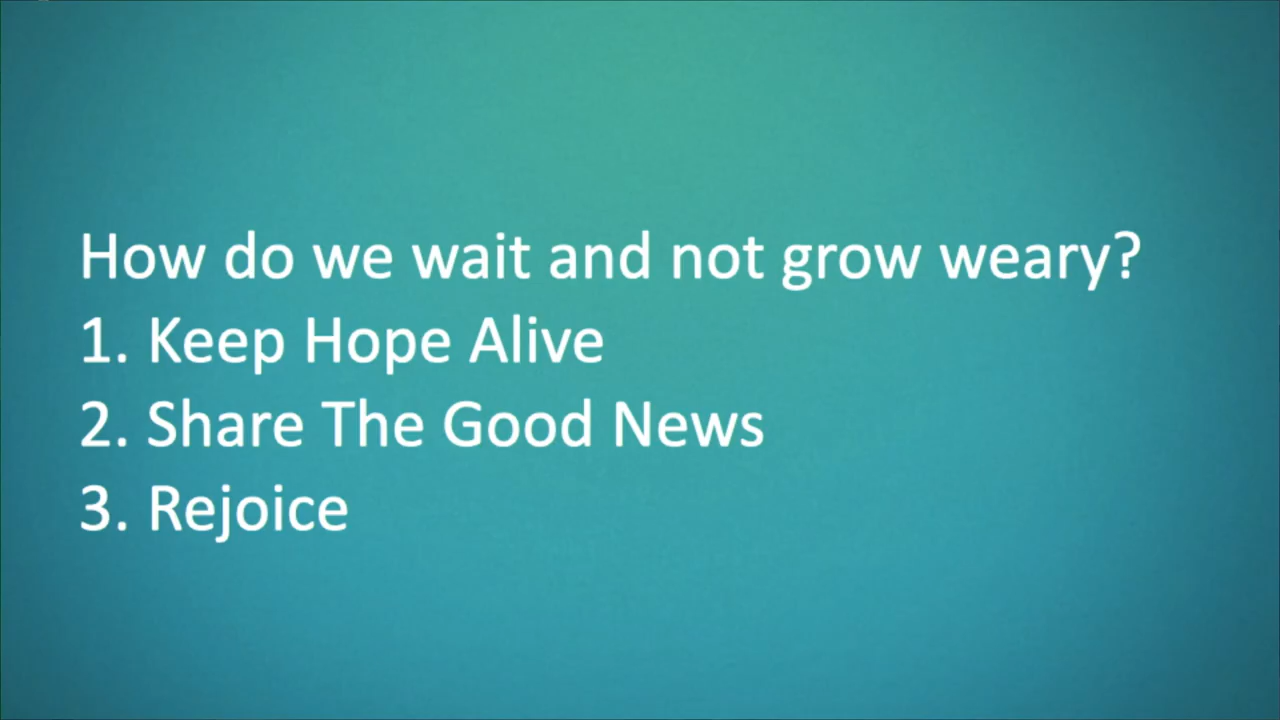 How do we wait and not grow weary?
1. Keep Hope Alive
2. Share The Good News
3. Rejoice